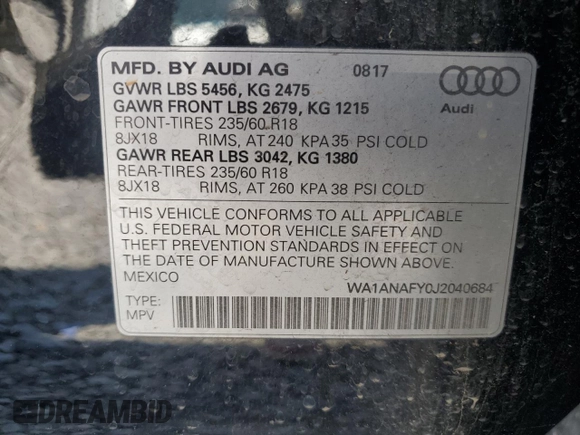 MFD. BY AUDI AG 0817
GVWR LBS 5456, KG 2475
GAWR FRONT LBS 2679, KG 1215
FRONT-TIRES 235/60 R18
8JX18 RIMS, AT 240 KPA 35 PSI COLD
GAWR REAR LBS 3042, KG 1380
REAR-TIRES 235/60 R18
8JX18 RIMS, AT 260 KPA 38 PSI COLD
Audi
THIS VEHICLE CONFORMS TO ALL APPLICABLE
U.S. FEDERAL MOTOR VEHICLE SAFETY AND
THEFT PREVENTION STANDARDS IN EFFECT ON
THE DATE OF MANUFACTURE SHOWN ABOVE.
MEXICO WA1ANAFY0J2040684
TYPE:
MPV
DREAMBID